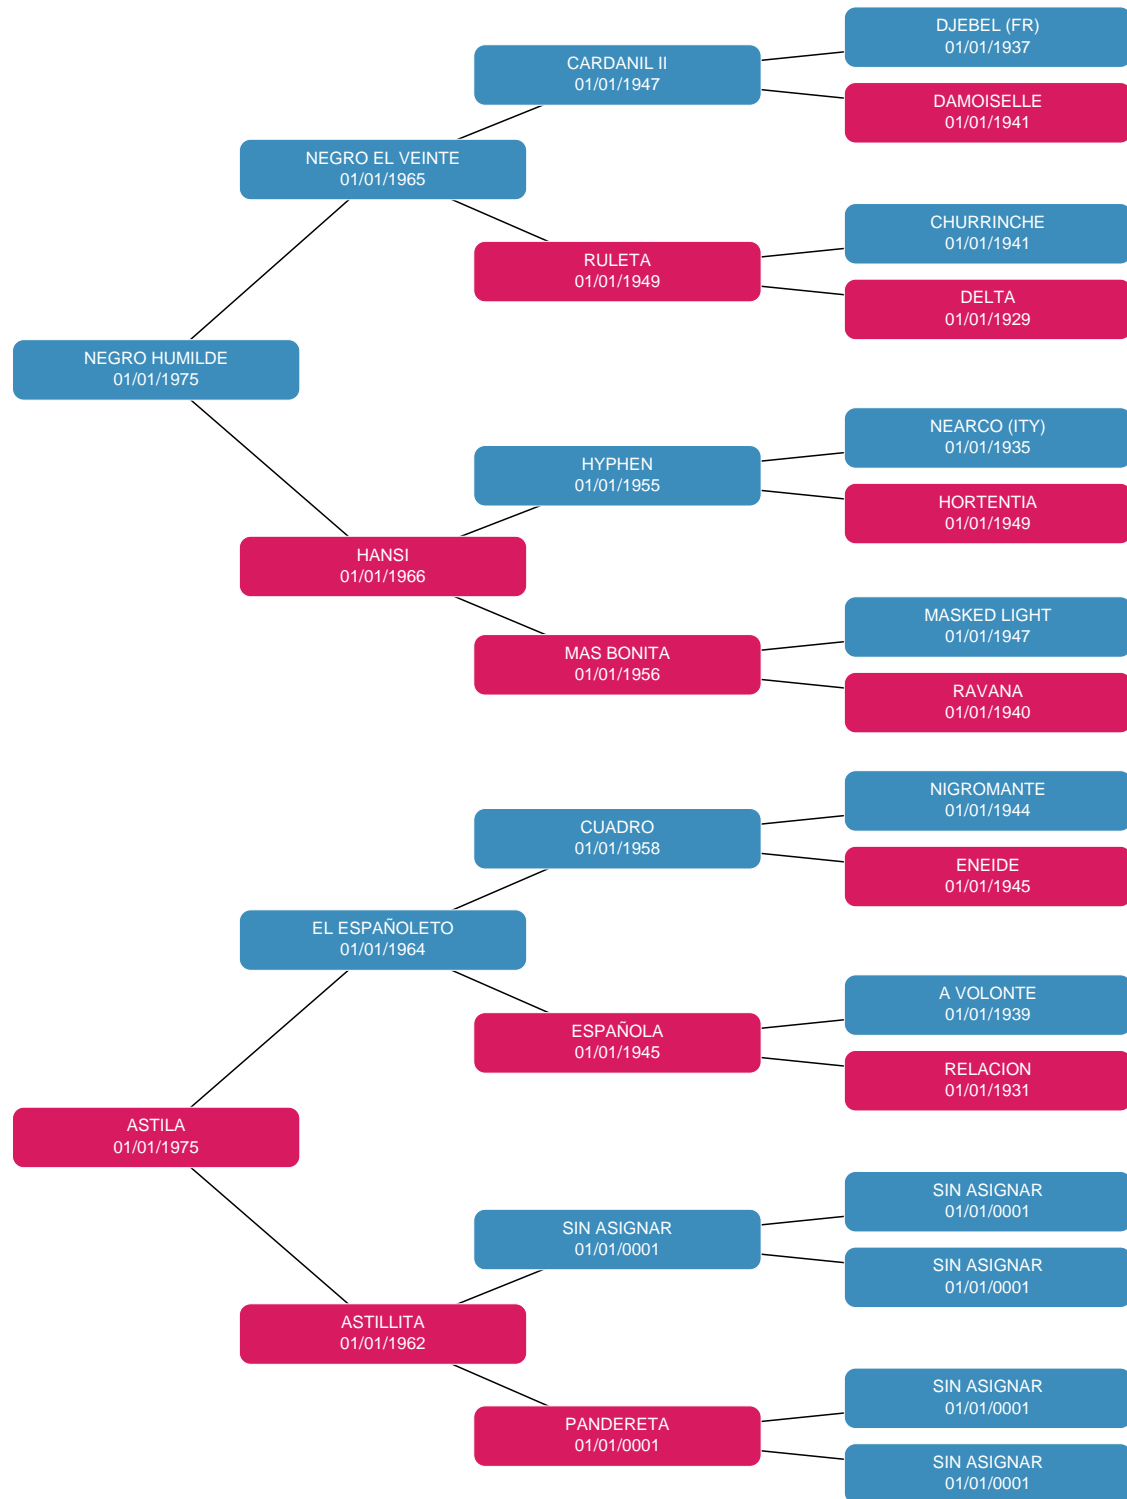 DJEBEL (FR)
01/01/1937
CARDANIL II
01/01/1947
DAMOISELLE
01/01/1941
NEGRO EL VEINTE
01/01/1965
CHURRINCHE
01/01/1941
RULETA
01/01/1949
DELTA
01/01/1929
NEGRO HUMILDE
01/01/1975
NEARCO (ITY)
01/01/1935
HYPHEN
01/01/1955
HORTENTIA
01/01/1949
HANSI
01/01/1966
MASKED LIGHT
01/01/1947
MAS BONITA
01/01/1956
RAVANA
01/01/1940
NIGROMANTE
01/01/1944
CUADRO
01/01/1958
ENEIDE
01/01/1945
EL ESPAÑOLETO
01/01/1964
A VOLONTE
01/01/1939
ESPAÑOLA
01/01/1945
RELACION
01/01/1931
ASTILA
01/01/1975
SIN ASIGNAR
01/01/0001
SIN ASIGNAR
01/01/0001
SIN ASIGNAR
01/01/0001
ASTILLITA
01/01/1962
SIN ASIGNAR
01/01/0001
PANDERETA
01/01/0001
SIN ASIGNAR
01/01/0001